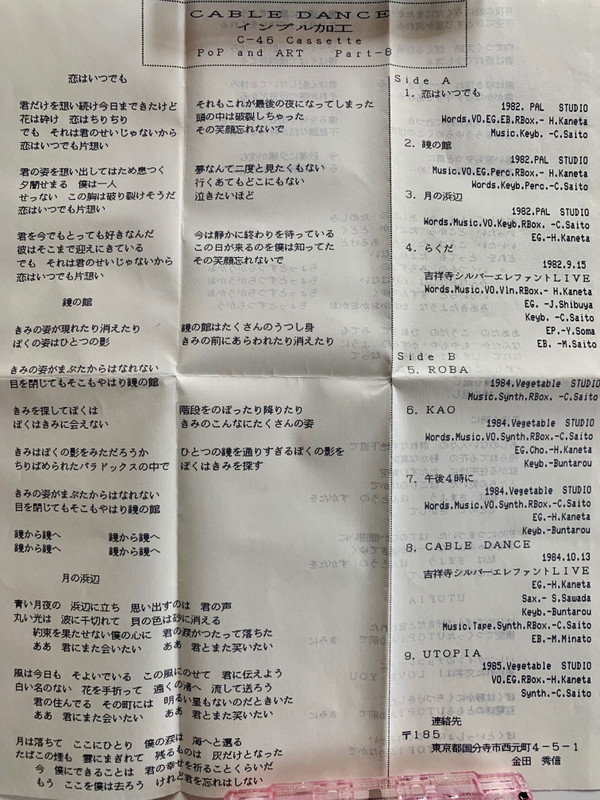 CABLE DANCE
インプル加工
C-46 Cassette
PoP and ART Part-8
恋はいつでも
君だけを想い続け今日まできたけど
花は砕け 恋はちりちり
でも それは君のせいじゃないから
恋はいつでも片想い
君の姿を想い出してはため息つく
夕闇せまる 僕は一人
せつない この胸は破り裂けそうだ
恋はいつでも片想い
君を今でもとっても好きなんだ
彼はそこまで迎えにきている
でも それは君のせいじゃないから
恋はいつでも片想い
それもこれが最後の夜になってしまった
頭の中は破裂しちゃった
その笑顔忘れないで
夢なんて二度と見たくもない
行くあてもどこにもない
泣きたいほど
今は静かに終わりを待っている
この日が来るのを僕は知ってた
その笑顔忘れないで
鏡の館
きみの姿が現れたり消えたり
ぼくの姿はひとつの影
きみの姿がまぶたからはなれない
目を閉じてもそこもやはり鏡の館
きみを探してぼくは
ぼくはきみに会えない
きみはぼくの影をみただろうか
ちりばめられたパラドックスの中で
きみの姿がまぶたからはなれない
目を閉じてもそこもやはり鏡の館
鏡から鏡へ 鏡から鏡へ
鏡から鏡へ 鏡から鏡へ
鏡の館はたくさんのうつし身
きみの前にあらわれたり消えたり
階段をのぼったり降りたり
きみのこんなにたくさんの姿
ひとつの鏡を通りすぎるぼくの影を
ぼくはきみを探す
月の浜辺
青い月夜の 浜辺に立ち 思い出すのは 君の声
丸い光は 波に千切れて 貝の色は砂に消える
約束を果たせない僕の心に 君の涙がつたって落ちた
ああ 君にまた会いたい ああ 君とまた笑いたい
風は今日も そよいでいる この風にのせて 君に伝えよう
白い名のない 花を手折って 遠くの渚へ 流して送ろう
君の住んでる その町には 明るい星もないのだときいた
ああ 君にまた会いたい ああ 君とまた笑いたい
月は落ちて ここにひとり 僕の涙は 海へと還る
たばこの煙も 雲にまぎれて 残るものは 灰だけとなった
今 僕にできることは 君の幸せを祈ることくらいだ
もう ここを僕は去ろう けれど君を忘れはしない
Side A
1. 恋はいつでも
1982. PAL STUDIO
Words.VO.EG.EB.RBox.- H.Kaneta
Music.Keyb. -C.Saito
2. 鏡の館
1982.PAL STUDIO
Music.VO.EG.Perc.RBox.- H.Kaneta
Words.Keyb.Perc.-C.Saito
3. 月の浜辺
1982.PAL STUDIO
Words.Music.VO.Keyb.RBox. -C.Saito
EG.-H.Kaneta
4. らくだ
1982.9.15
吉祥寺シルバーエレファントLIVE
Words.Music.VO.Vln.RBox.- H.Kaneta
EG. -J.Shibuya
Keyb. -C.Saito
EP.-Y.Soma
EB. -M.Saito
Side B
5. ROBA
1984.Vegetable STUDIO
Music.Synth.RBox. -C.Saito
6. KAO
1984.Vegetable STUDIO
Words.Music.VO.Synth.RBox.-C.Saito
EG.Cho.-H.Kaneta
Keyb.-Buntarou
7. 午後4時に
1984.Vegetable STUDIO
Words.Music.VO.Synth.RBox.-C.Saito
EG.-H.Kaneta
Keyb.-Buntarou
8. CABLE DANCE
1984.10.13
吉祥寺シルバーエレファントLIVE
EG.-H.Kaneta
Sax.- S.Sawada
Keyb.-Buntarou
Music.Tape.Synth.RBox.-C.Saito
EB.-M.Minato
9. UTOPIA
1985.Vegetable STUDIO
VO.EG.RBox.-H.Kaneta
Synth.-C.Saito
連絡先
〒185
東京都国分寺市西元町4-5-1
金田 秀信